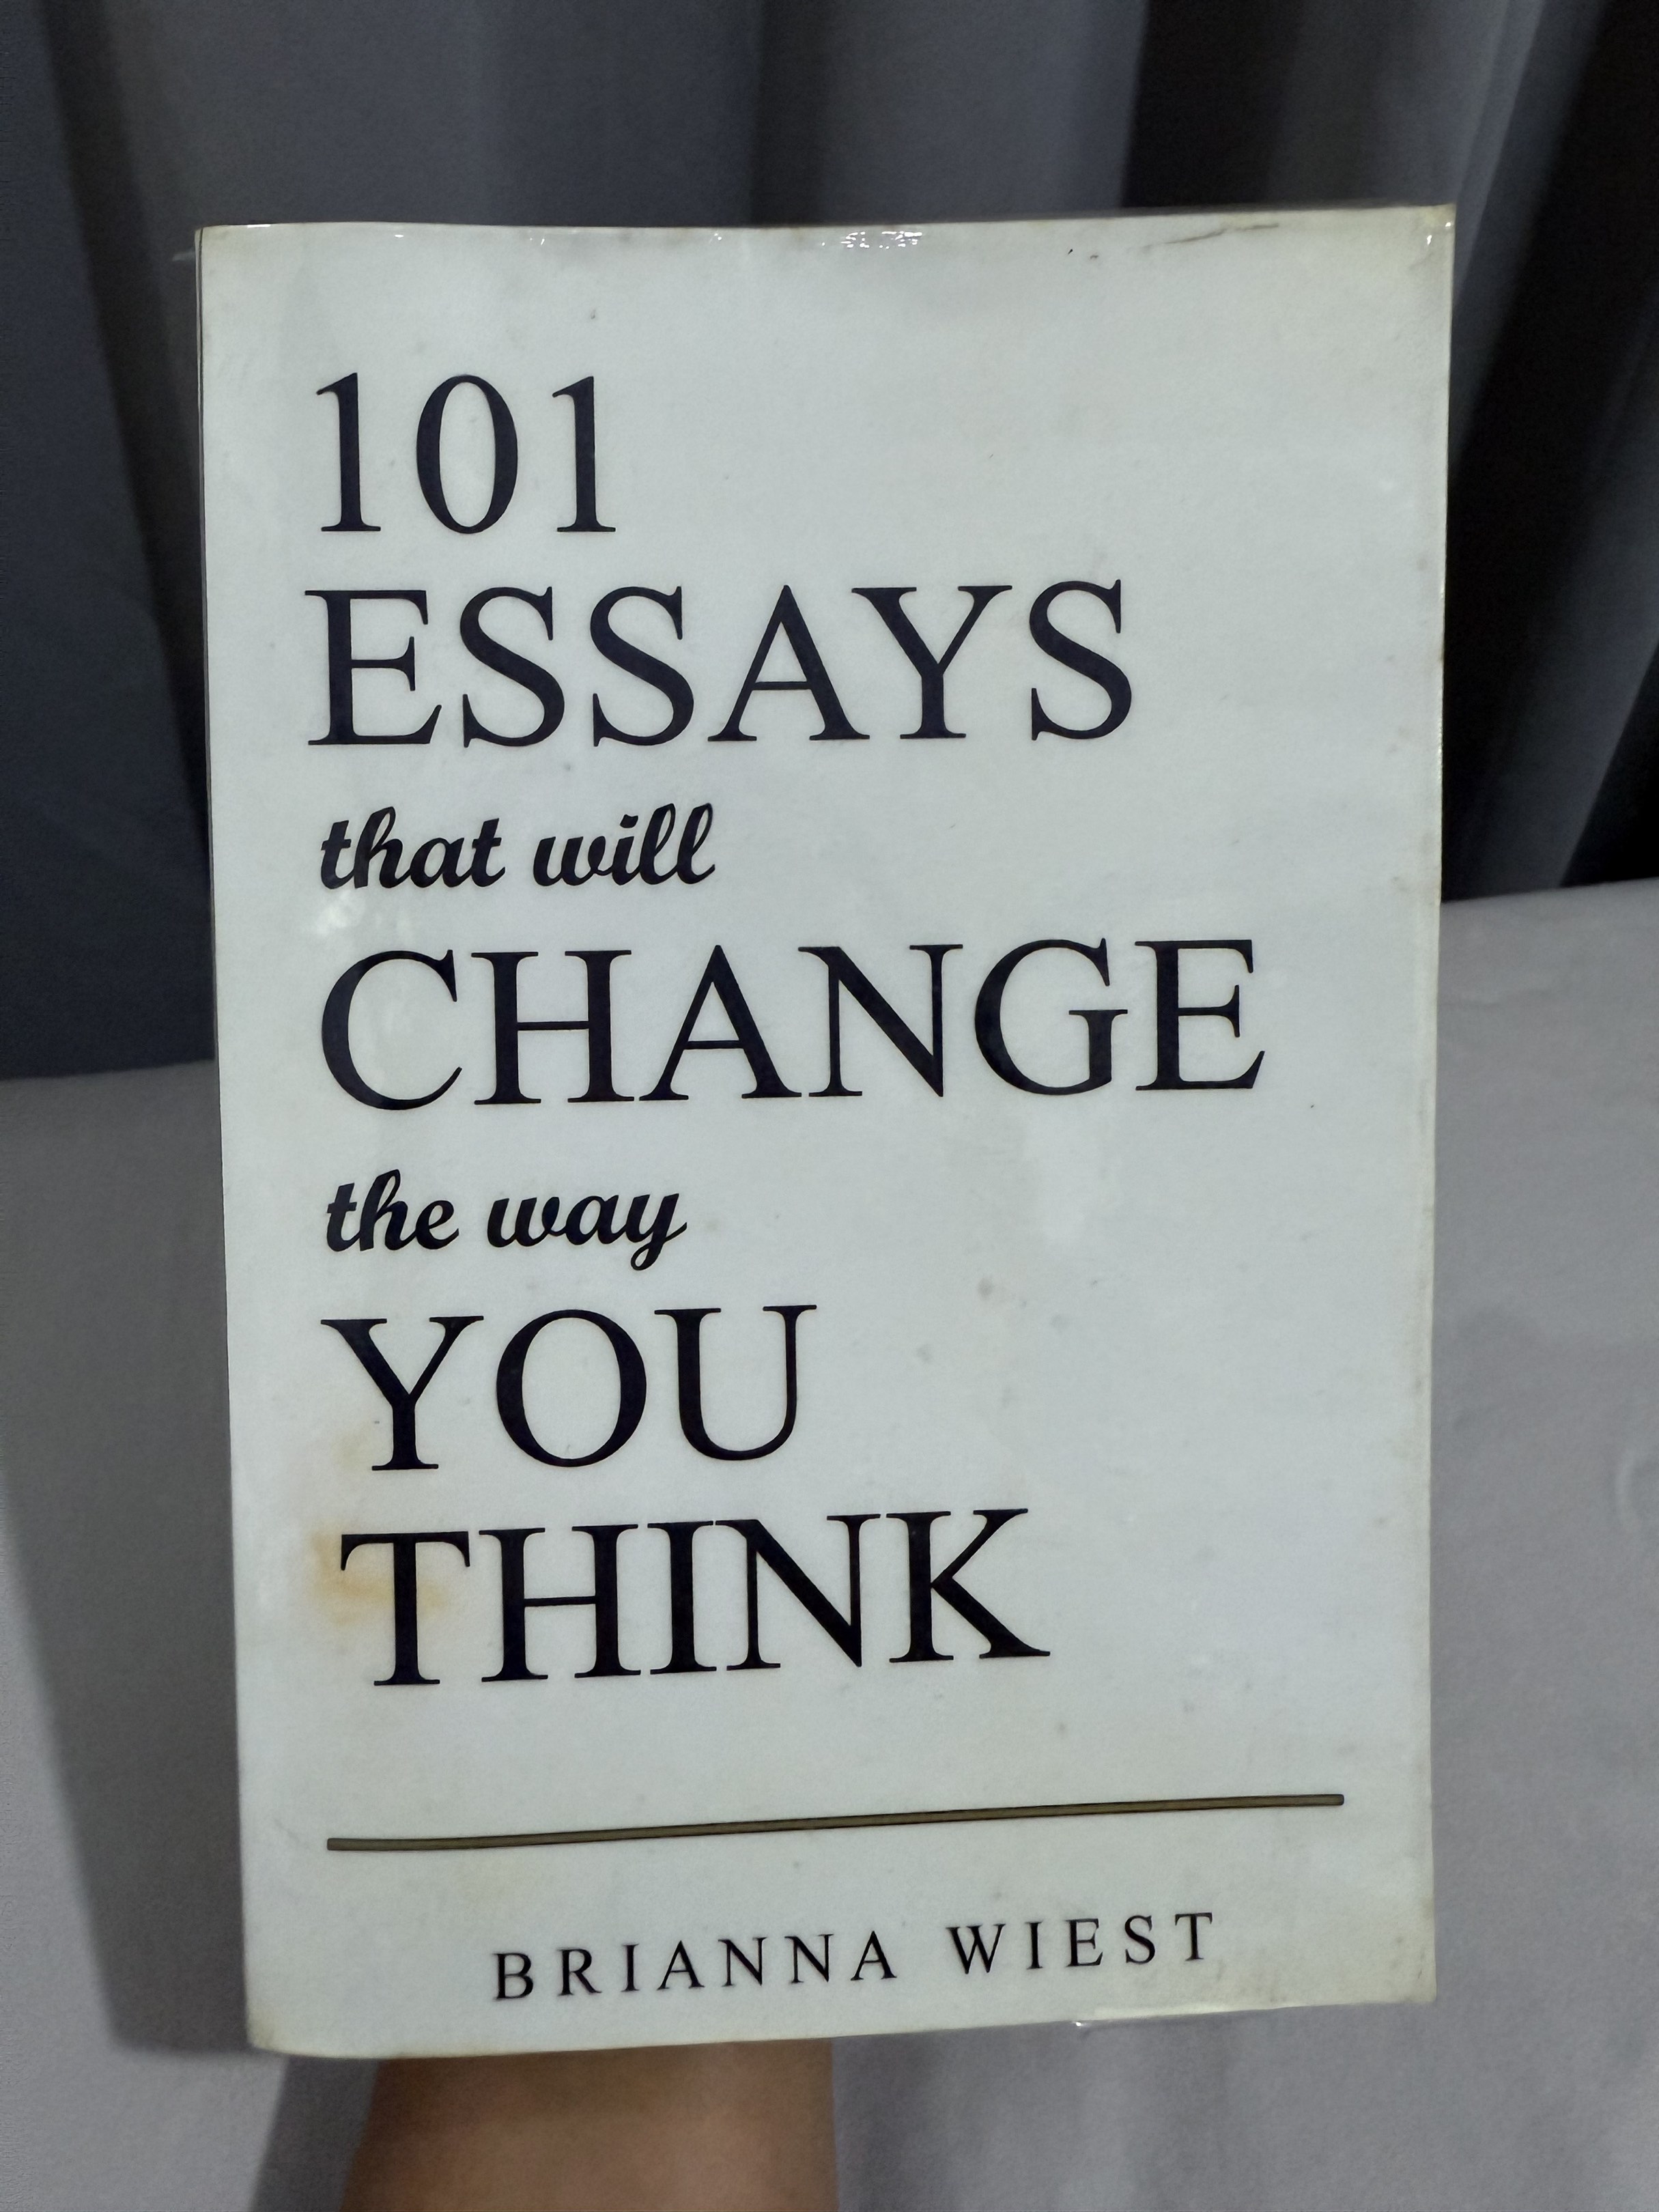 101
ESSAYS
that will
CHANGE
the way
YOU
THINK
BRIANNA WIEST